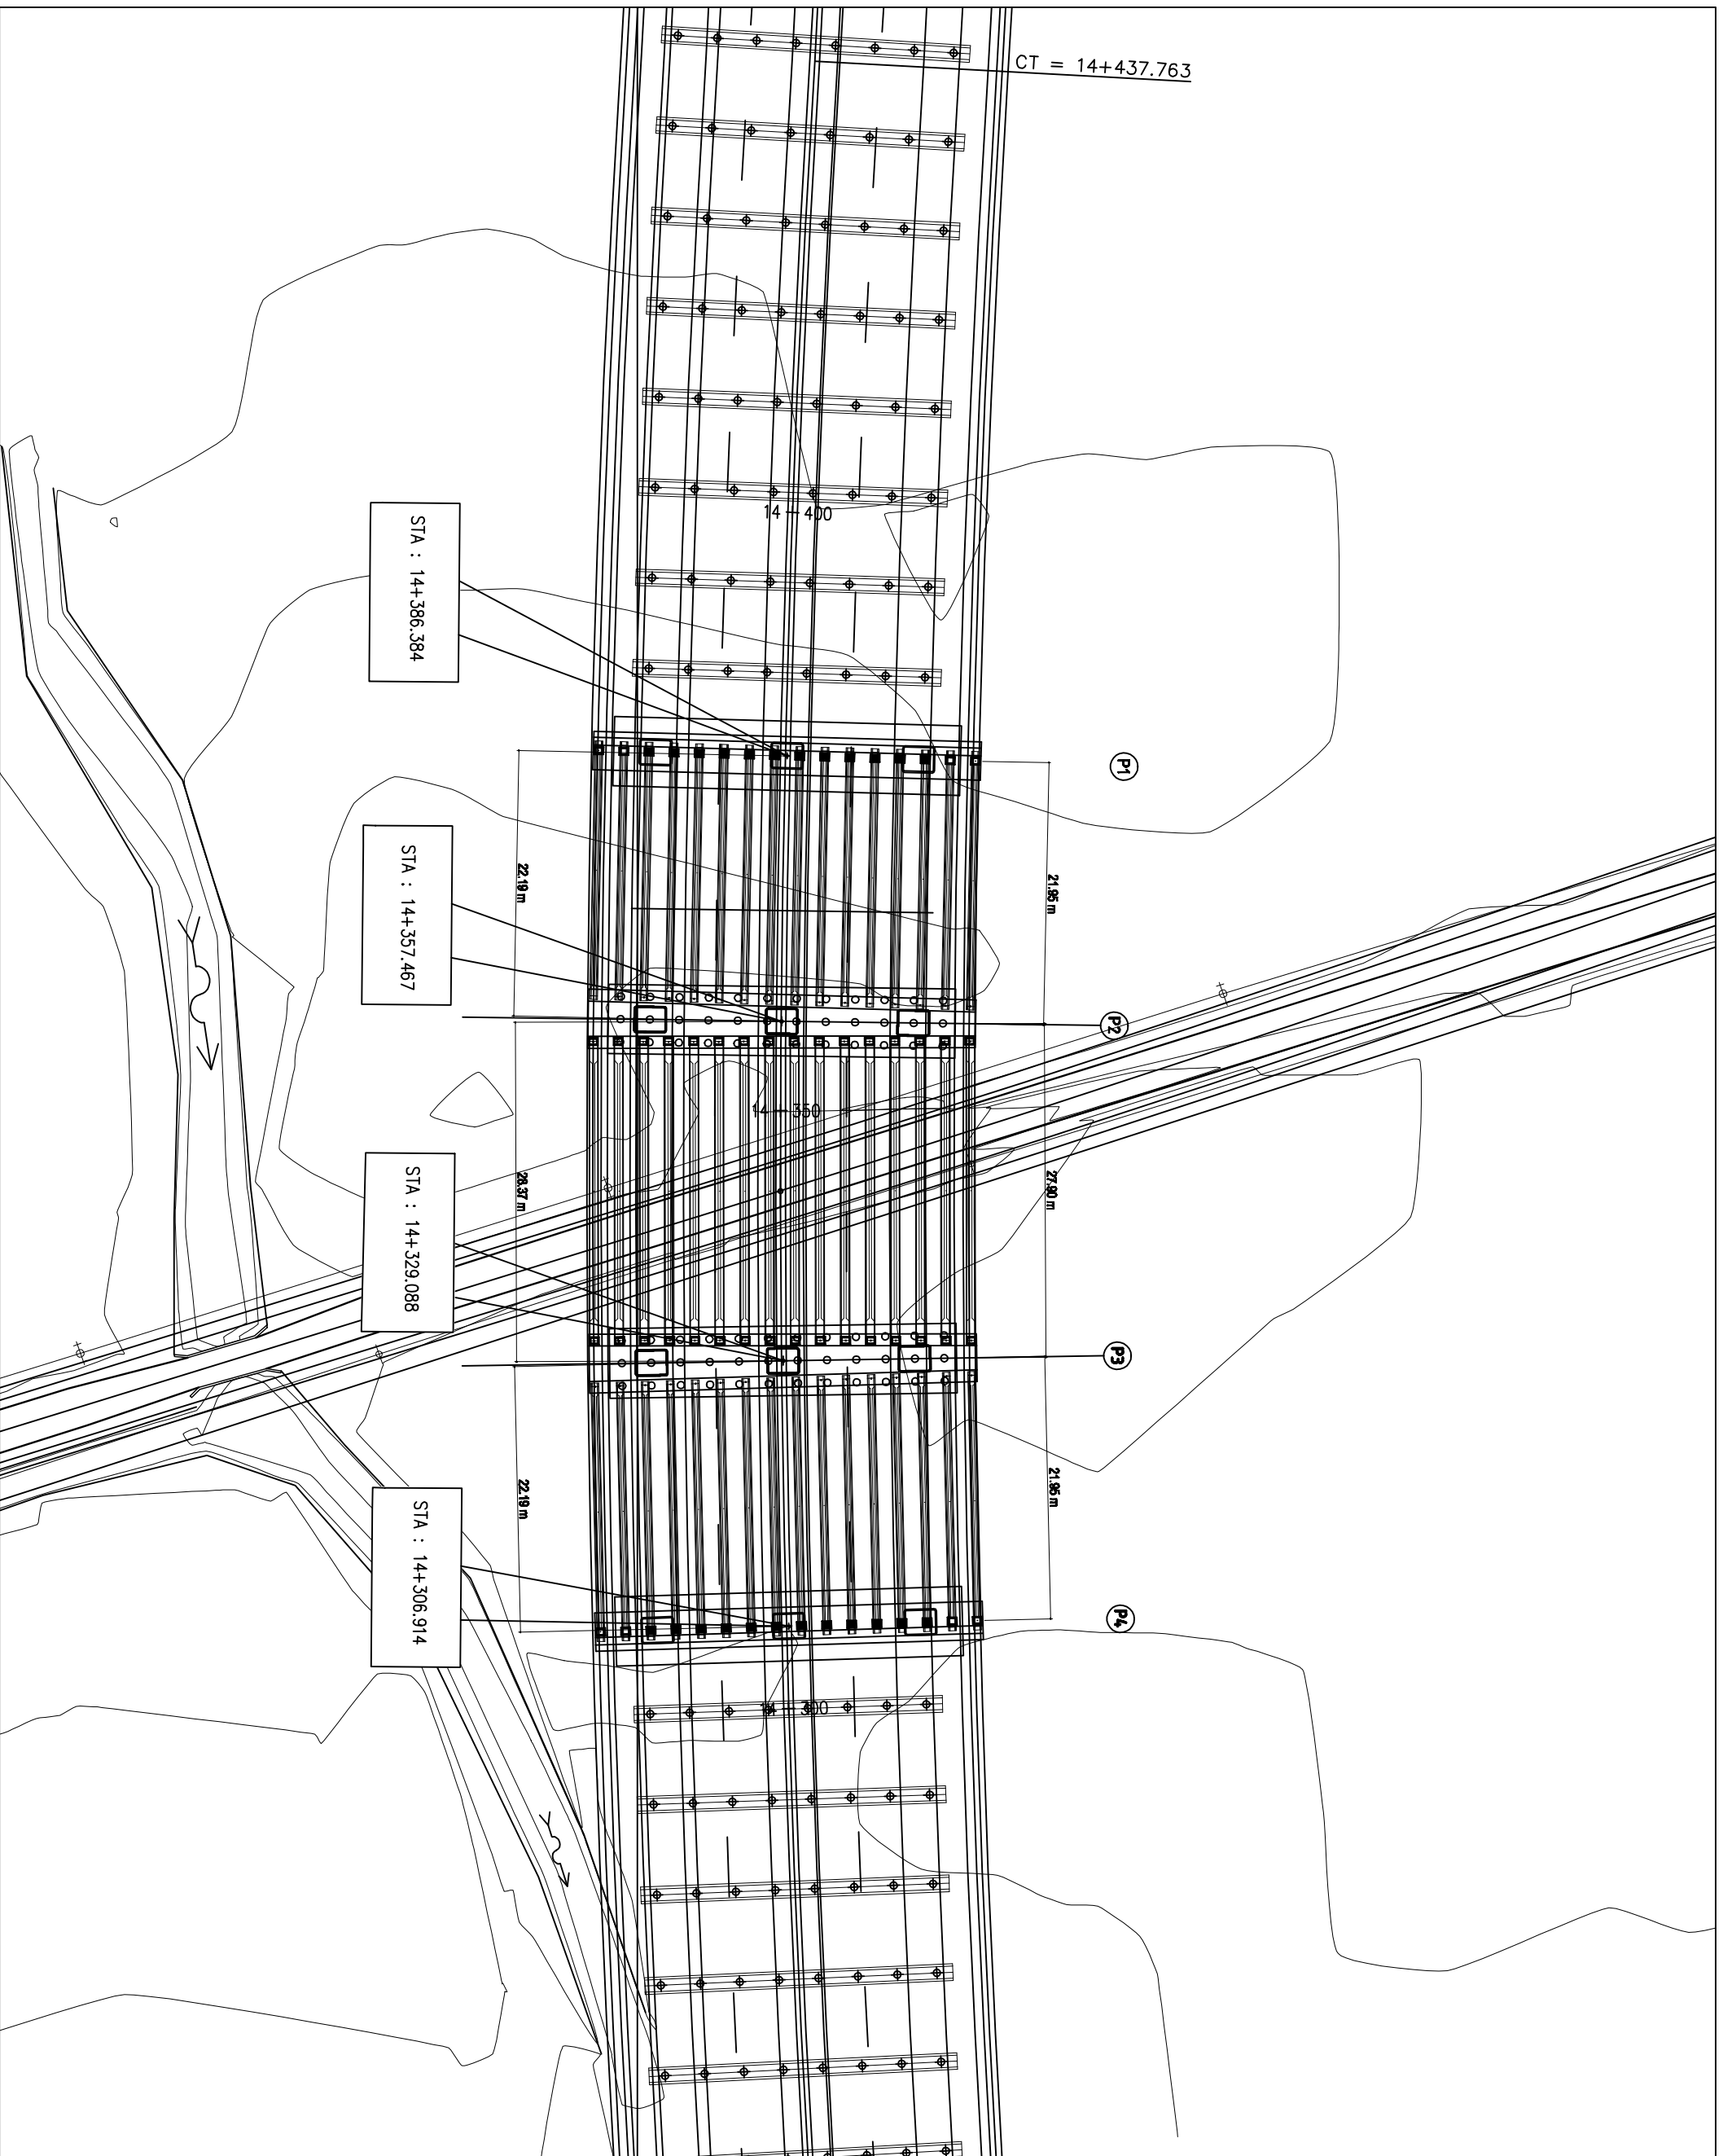 CT = 14+437.763
14+400
STA : 14+386.384
P1
22.19 m
21.95 m
STA : 14+357.467
P2
14+350
STA : 14+329.088
28.37 m
27.90 m
P3
22.19 m
21.95 m
STA : 14+306.914
P4
14+300